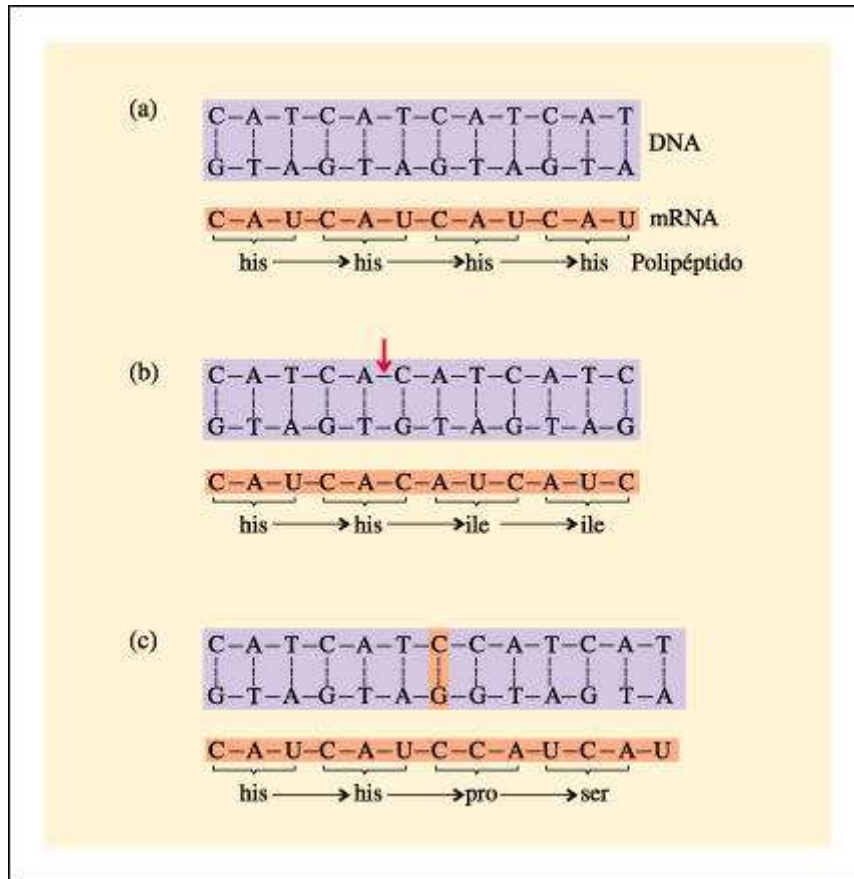 (a)
C–A–T–C–A–T–C–A–T–C–A–T
DNA
G–T–A–G–T–A–G–T–A–G–T–A
C–A–U–C–A–U–C–A–U–C–A–U mRNA
his his his his Polipéptido
(b)
C–A–T–C–A–C–A–T–C–A–T–C
G–T–A–G–T–G–T–A–G–T–A–G
C–A–U–C–A–C–A–U–C–A–U–C
his his ile ile
(c)
C–A–T–C–A–T–C–C–A–T–C–A–T
G–T–A–G–T–A–G–G–T–A–G T–A
C–A–U–C–A–U–C–C–A–U–C–A–U
his his pro ser